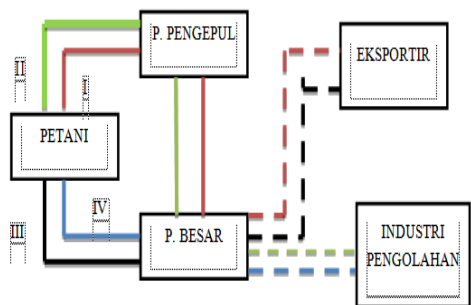 P. PENGEPUL
EKSPORTIR
II
I
PETANI
IV
III
P. BESAR
INDUSTRI
PENGOLAHAN